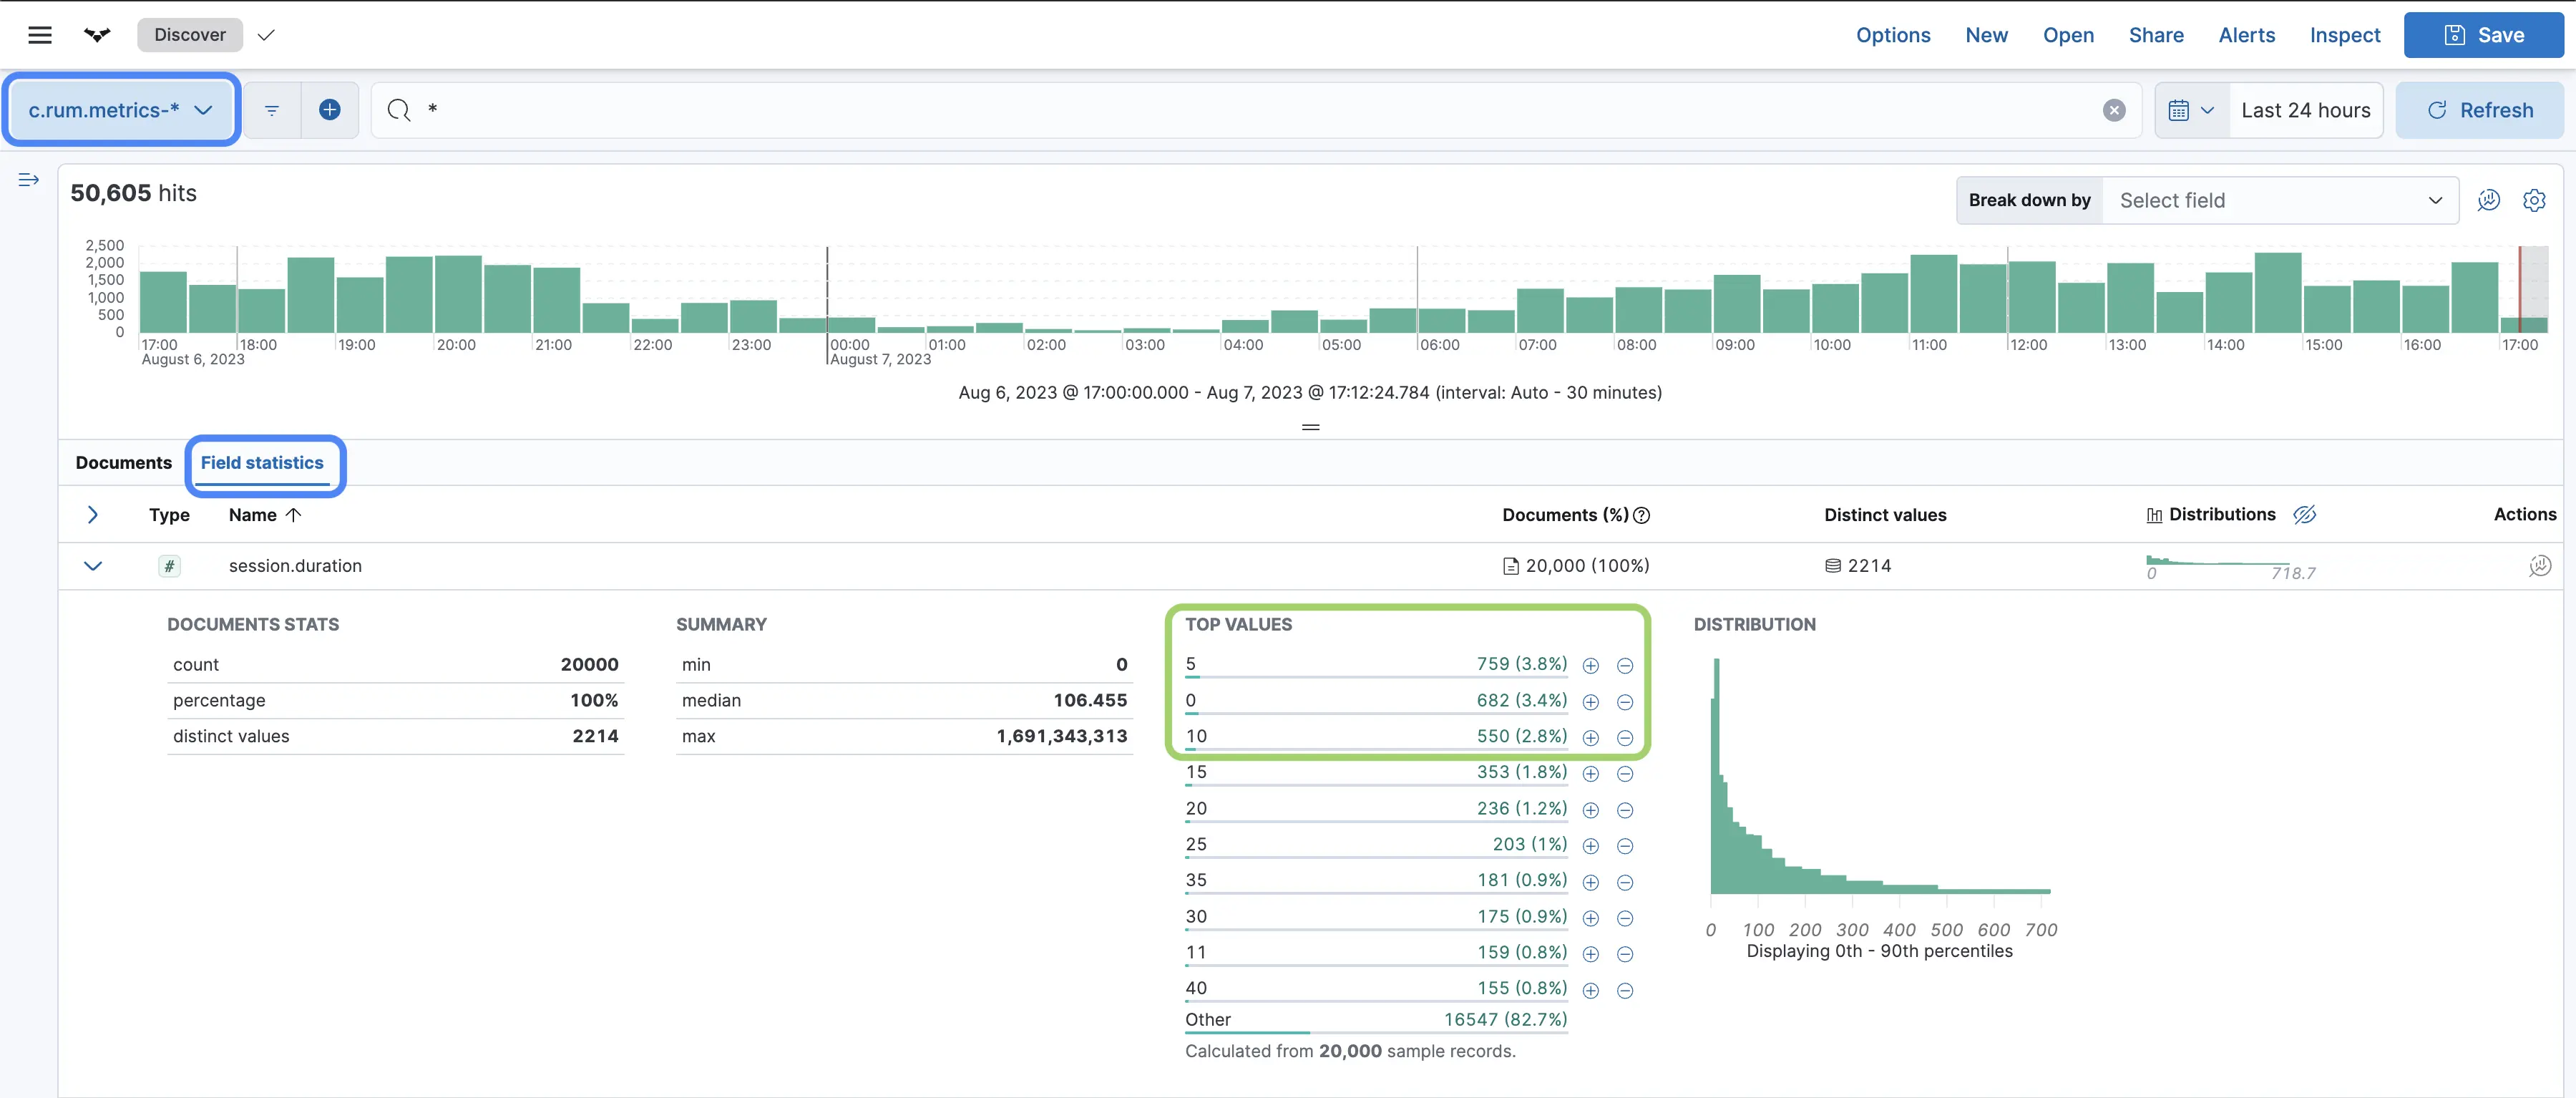 Discover
Options New Open Share Alerts Inspect Save
c.rum.metrics-* * Last 24 hours Refresh
50,605 hits
Break down by Select field
2,500
2,000
1,500
1,000
500
0
17:00 18:00 19:00 20:00 21:00 22:00 23:00 00:00 01:00 02:00 03:00 04:00 05:00 06:00 07:00 08:00 09:00 10:00 11:00 12:00 13:00 14:00 15:00 16:00 17:00
August 6, 2023 August 7, 2023
Aug 6, 2023 @ 17:00:00.000 - Aug 7, 2023 @ 17:12:24.784 (interval: Auto - 30 minutes)
Documents Field statistics
Type Name Documents (%) Distinct values Distributions Actions
# session.duration 20,000 (100%) 2214
0 718.7
DOCUMENTS STATS
count 20000
percentage 100%
distinct values 2214
SUMMARY
min 0
median 106.455
max 1,691,343,313
TOP VALUES
5 759 (3.8%)
0 682 (3.4%)
10 550 (2.8%)
15 353 (1.8%)
20 236 (1.2%)
25 203 (1%)
35 181 (0.9%)
30 175 (0.9%)
11 159 (0.8%)
40 155 (0.8%)
Other 16547 (82.7%)
Calculated from 20,000 sample records.
DISTRIBUTION
0 100 200 300 400 500 600 700
Displaying 0th - 90th percentiles